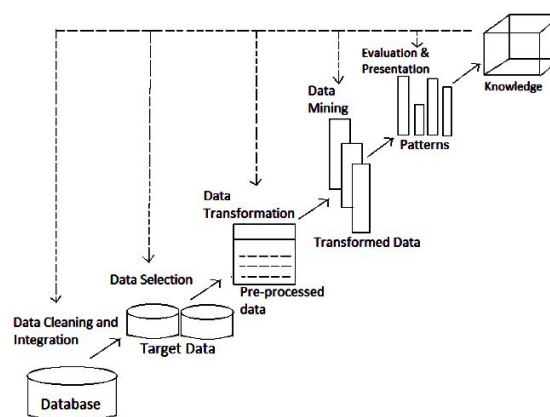 Evaluation &
Presentation
Knowledge
Data
Mining
Patterns
Data
Transformation
Transformed Data
Data Selection
Pre-processed
data
Data Cleaning and
Integration
Target Data
Database